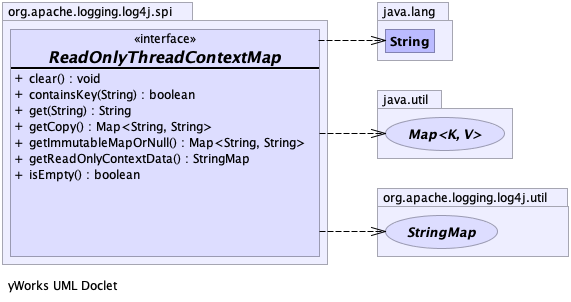 org.apache.logging.log4j.spi
«interface»
ReadOnlyThreadContextMap
+ clear() : void
+ containsKey(String) : boolean
+ get(String) : String
+ getCopy() : Map<String, String>
+ getImmutableMapOrNull() : Map<String, String>
+ getReadOnlyContextData() : StringMap
+ isEmpty() : boolean
java.lang
String
java.util
Map<K, V>
org.apache.logging.log4j.util
StringMap
yWorks UML Doclet